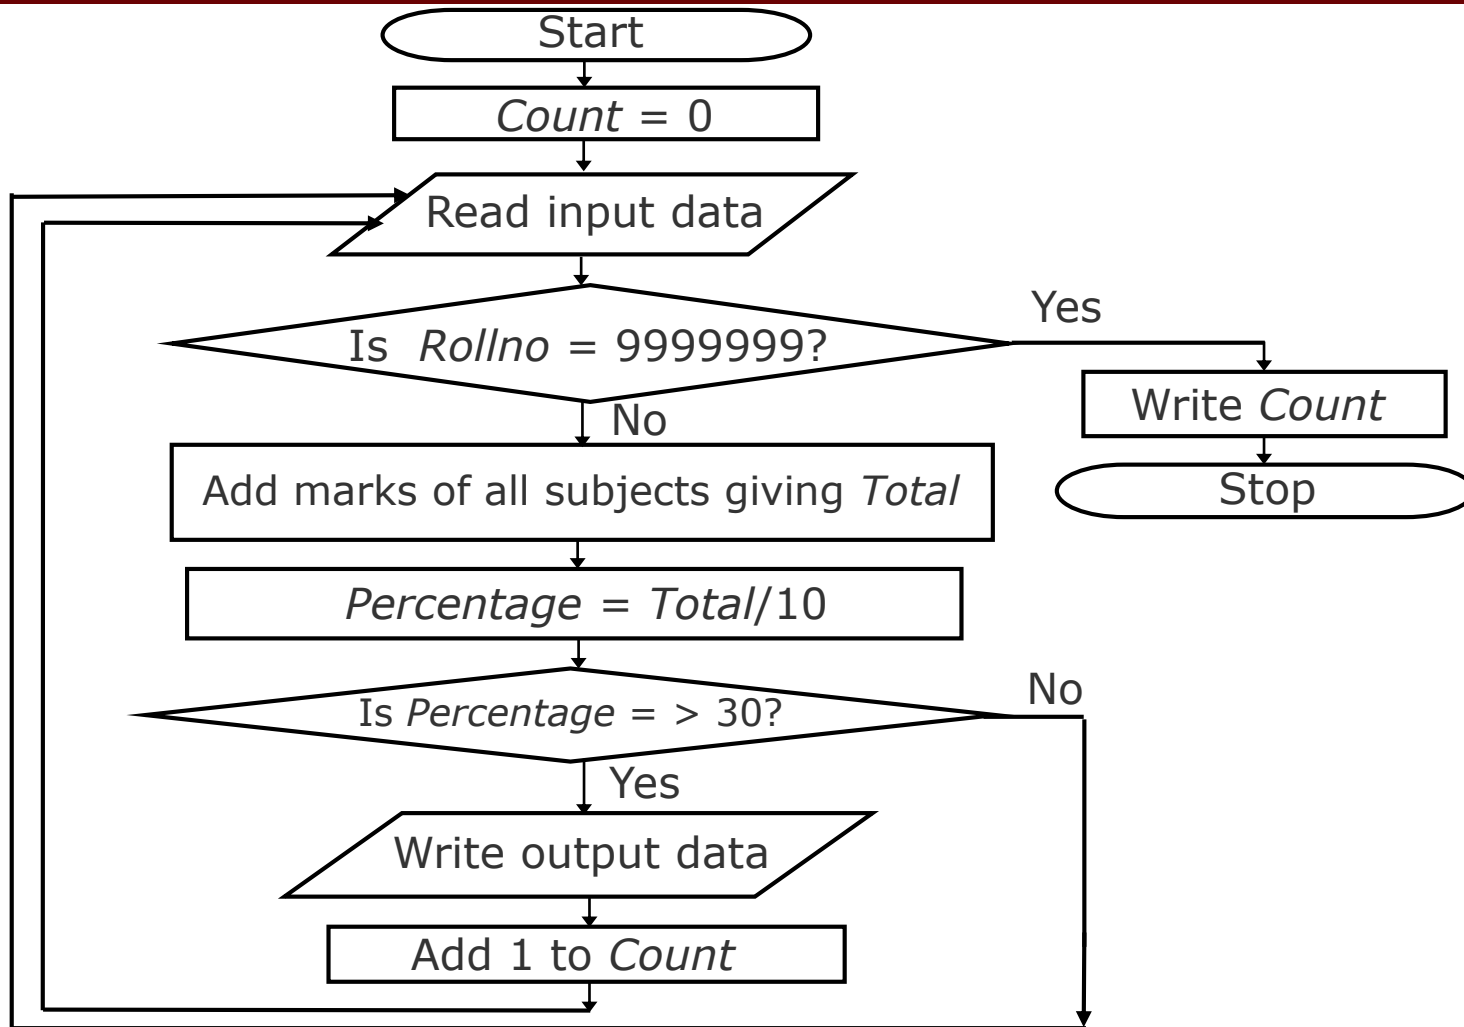 Start
Count = 0
Read input data
Is Rollno = 9999999?
Yes
Write Count
Stop
No
Add marks of all subjects giving Total
Percentage = Total/10
Is Percentage = > 30?
No
Yes
Write output data
Add 1 to Count